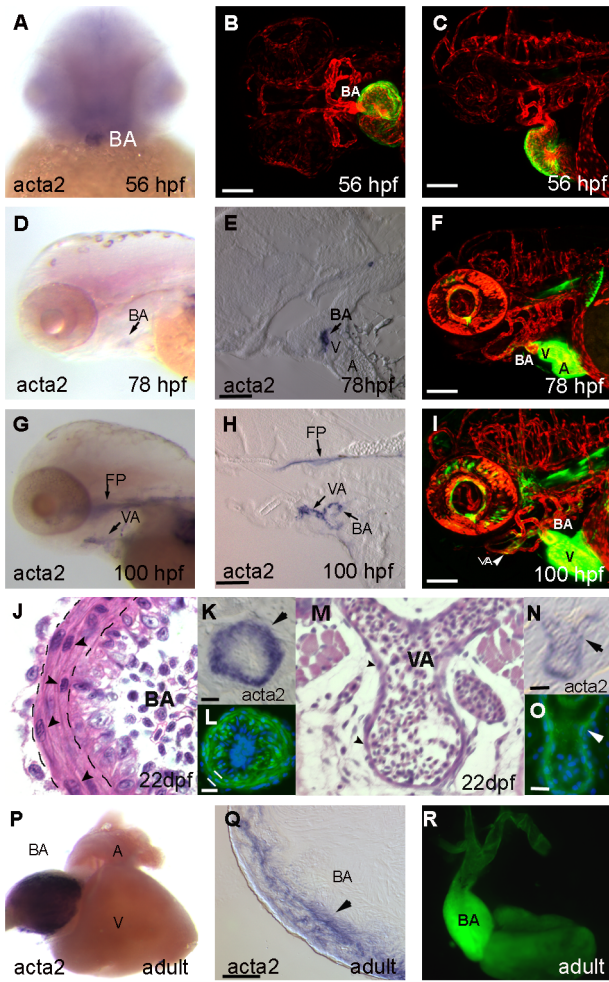 A
BA
acta2 56 hpf
B
BA
56 hpf
C
56 hpf
D
BA
acta2
78 hpf
E
BA
V
A
78hpf
F
BA
V
A
78 hpf
G
FP
VA
acta2
100 hpf
H
FP
VA
BA
100 hpf
I
BA
V
VA
100 hpf
J
BA
22dpf
K
acta2
L
M
VA
22dpf
N
acta2
O
P
BA
A
V
acta2 adult
Q
BA
acta2 adult
R
BA
adult